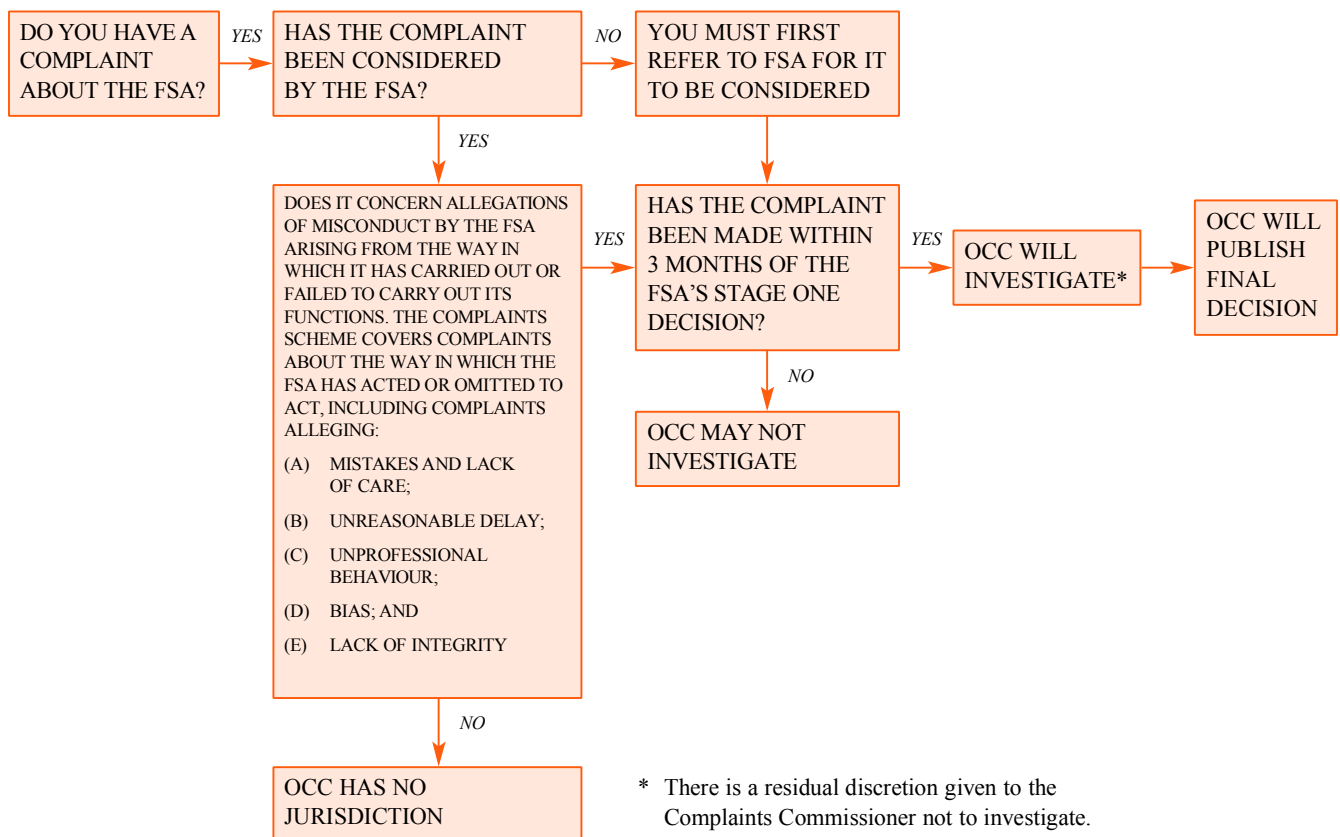 DO YOU HAVE A
COMPLAINT
ABOUT THE FSA?
YES
HAS THE COMPLAINT
BEEN CONSIDERED
BY THE FSA?
NO
YOU MUST FIRST
REFER TO FSA FOR IT
TO BE CONSIDERED
YES
DOES IT CONCERN ALLEGATIONS
OF MISCONDUCT BY THE FSA
ARISING FROM THE WAY IN
WHICH IT HAS CARRIED OUT OR
FAILED TO CARRY OUT ITS
FUNCTIONS. THE COMPLAINTS
SCHEME COVERS COMPLAINTS
ABOUT THE WAY IN WHICH THE
FSA HAS ACTED OR OMITTED TO
ACT, INCLUDING COMPLAINTS
ALLEGING:
(A) MISTAKES AND LACK
OF CARE;
(B) UNREASONABLE DELAY;
(C) UNPROFESSIONAL
BEHAVIOUR;
(D) BIAS; AND
(E) LACK OF INTEGRITY
YES
HAS THE COMPLAINT
BEEN MADE WITHIN
3 MONTHS OF THE
FSA’S STAGE ONE
DECISION?
YES
OCC WILL
INVESTIGATE*
OCC WILL
PUBLISH
FINAL
DECISION
NO
OCC MAY NOT
INVESTIGATE
NO
OCC HAS NO
JURISDICTION
* There is a residual discretion given to the
Complaints Commissioner not to investigate.